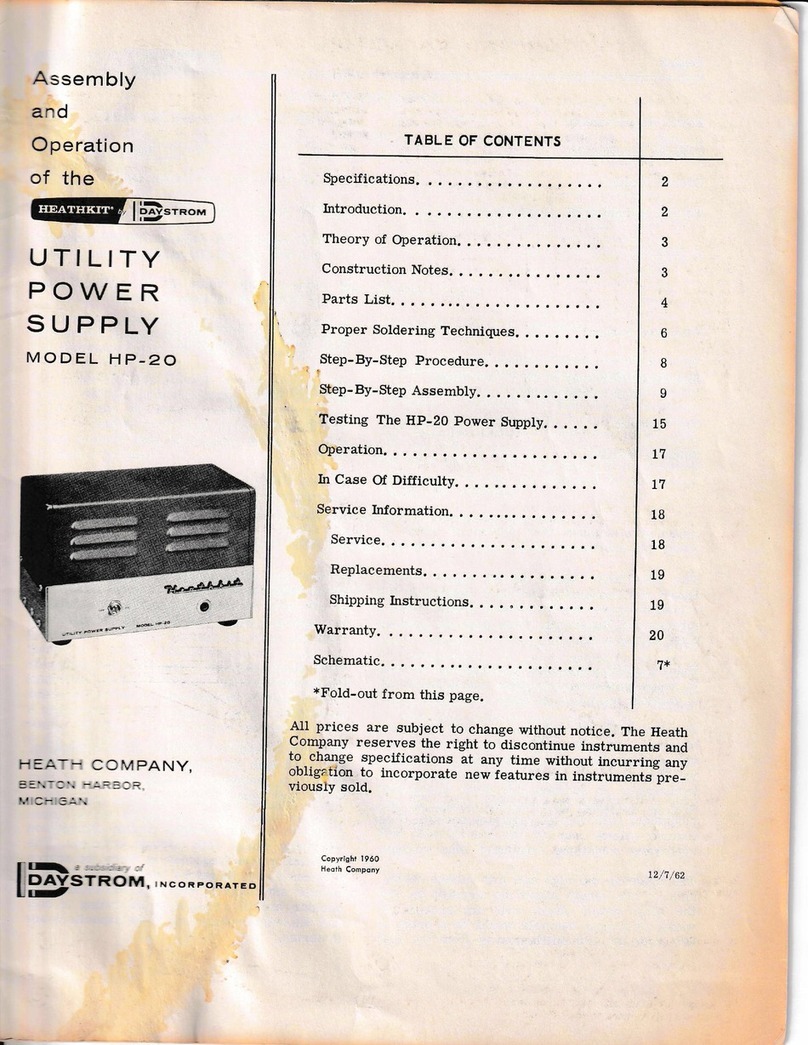 Assembly
and
Operation
of the
HEATHKIT® by DAYSTROM
UTILITY
POWER
SUPPLY
MODEL HP-20
Heathkit
UTILITY POWER SUPPLY MODEL HP-20
HEATH COMPANY,
BENTON HARBOR,
MICHIGAN
a subsidiary of
DAYSTROM, INCORPORATED
TABLE OF CONTENTS
Specifications. . . . . . . . . . . . . . . . . . . 2
Introduction. . . . . . . . . . . . . . . . . . . . 2
Theory of Operation. . . . . . . . . . . . . . 3
Construction Notes. . . . . . . . . . . . . . . 3
Parts List. . . . . . . . . . . . . . . . . . . . . 4
Proper Soldering Techniques. . . . . . . . 6
Step-By-Step Procedure. . . . . . . . . . . 8
Step-By-Step Assembly. . . . . . . . . . . . 9
Testing The HP-20 Power Supply. . . . . . 15
Operation. . . . . . . . . . . . . . . . . . . . . 17
In Case Of Difficulty. . . . . . . . . . . . . . 17
Service Information. . . . . . . . . . . . . . . 18
Service. . . . . . . . . . . . . . . . . . . . . 18
Replacements. . . . . . . . . . . . . . . . . 19
Shipping Instructions. . . . . . . . . . . . 19
Warranty. . . . . . . . . . . . . . . . . . . . . 20
Schematic. . . . . . . . . . . . . . . . . . . . . 7*
*Fold-out from this page.
All prices are subject to change without notice. The Heath
Company reserves the right to discontinue instruments and
to change specifications at any time without incurring any
obligation to incorporate new features in instruments pre-
viously sold.
Copyright 1960
Heath Company
12/7/62